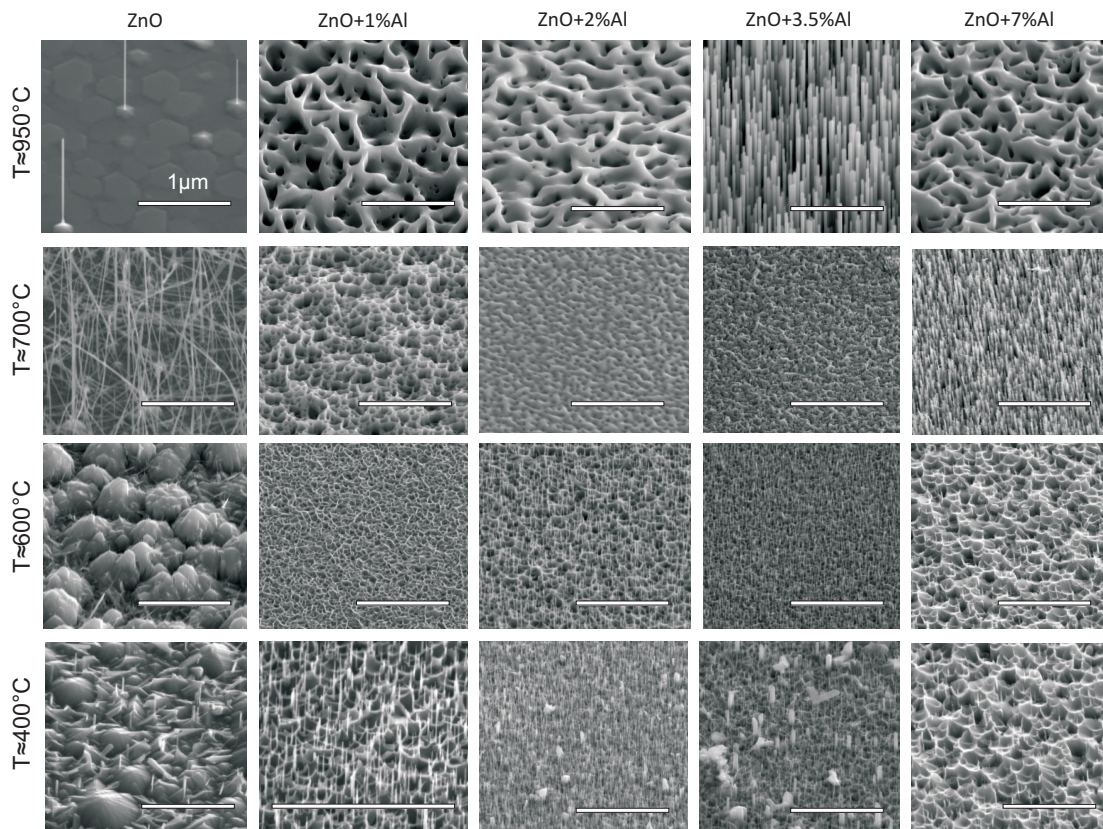 ZnO ZnO+1%Al ZnO+2%Al ZnO+3.5%Al ZnO+7%Al
T≈950°C
1µm
T≈700°C
T≈600°C
T≈400°C